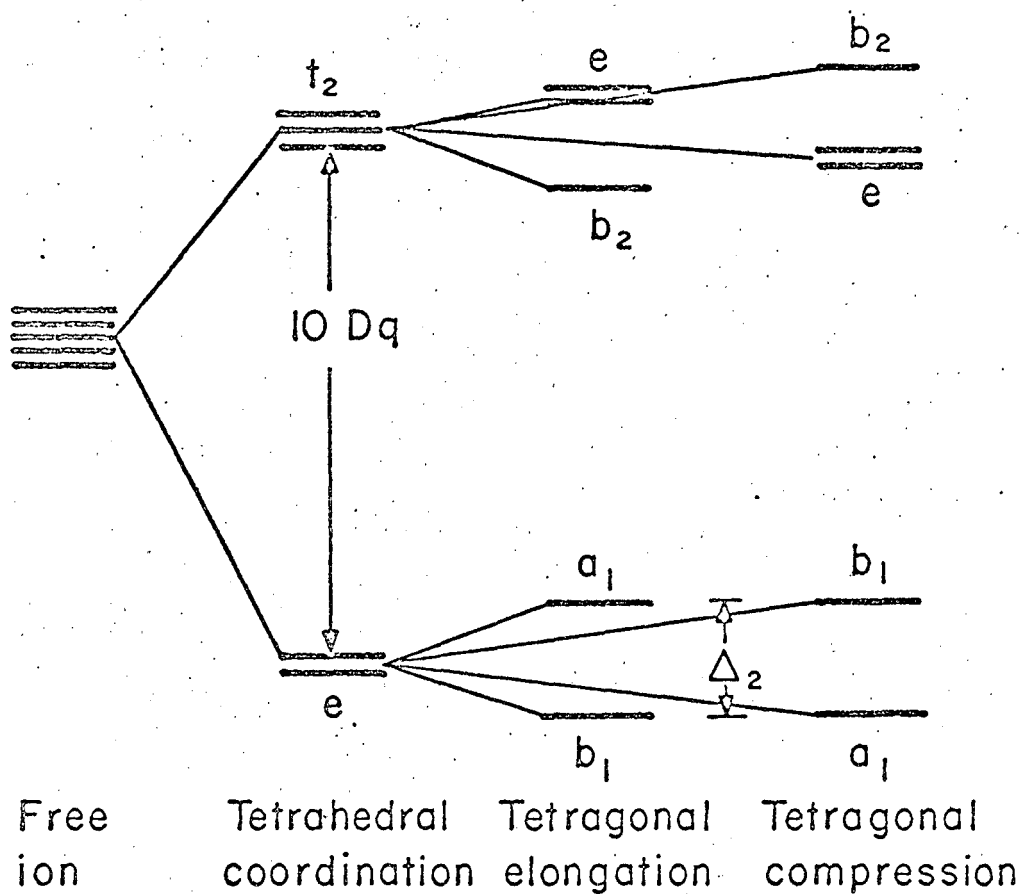 b₂
e
t₂
e
b₂
10 Dq
a₁
b₁
Δ₂
e
b₁
a₁
Free ion
Tetrahedral coordination
Tetragonal elongation
Tetragonal compression